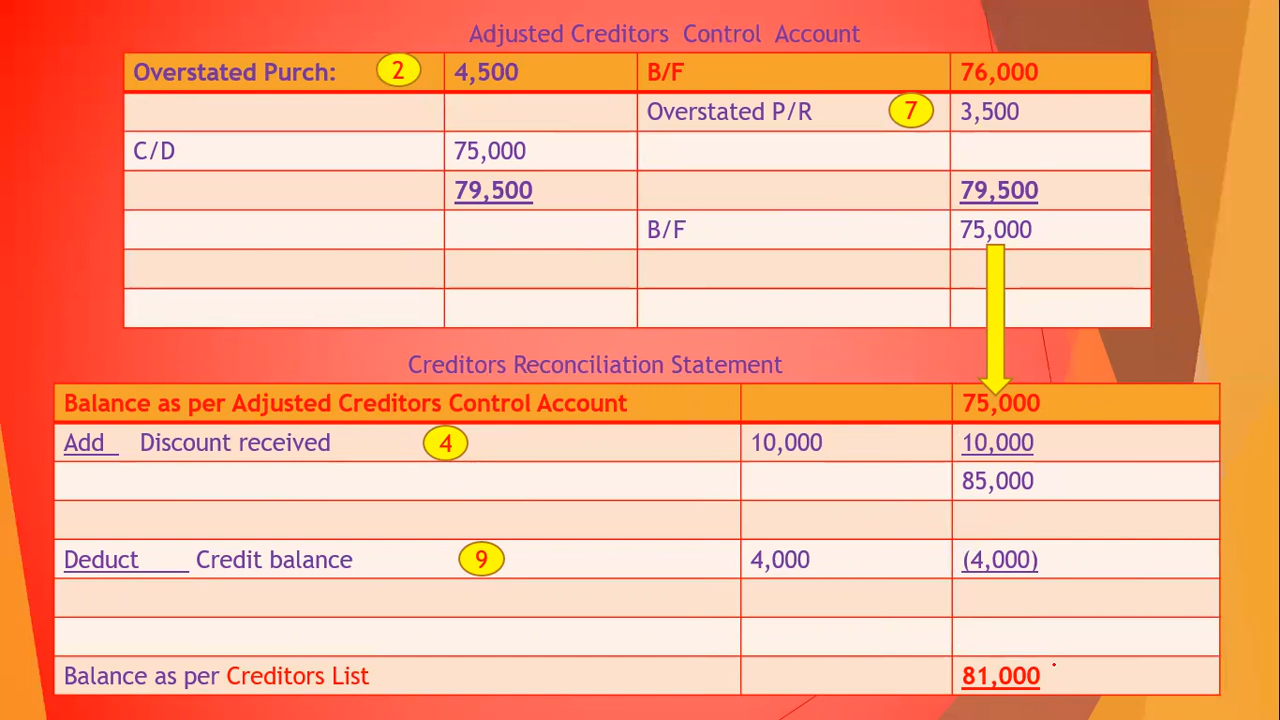 Adjusted Creditors Control Account
Overstated Purch: 2 4,500 B/F 76,000
Overstated P/R 7 3,500
C/D 75,000
79,500 79,500
B/F 75,000
Creditors Reconciliation Statement
Balance as per Adjusted Creditors Control Account 75,000
Add Discount received 4 10,000 10,000
85,000
Deduct Credit balance 9 4,000 (4,000)
Balance as per Creditors List 81,000